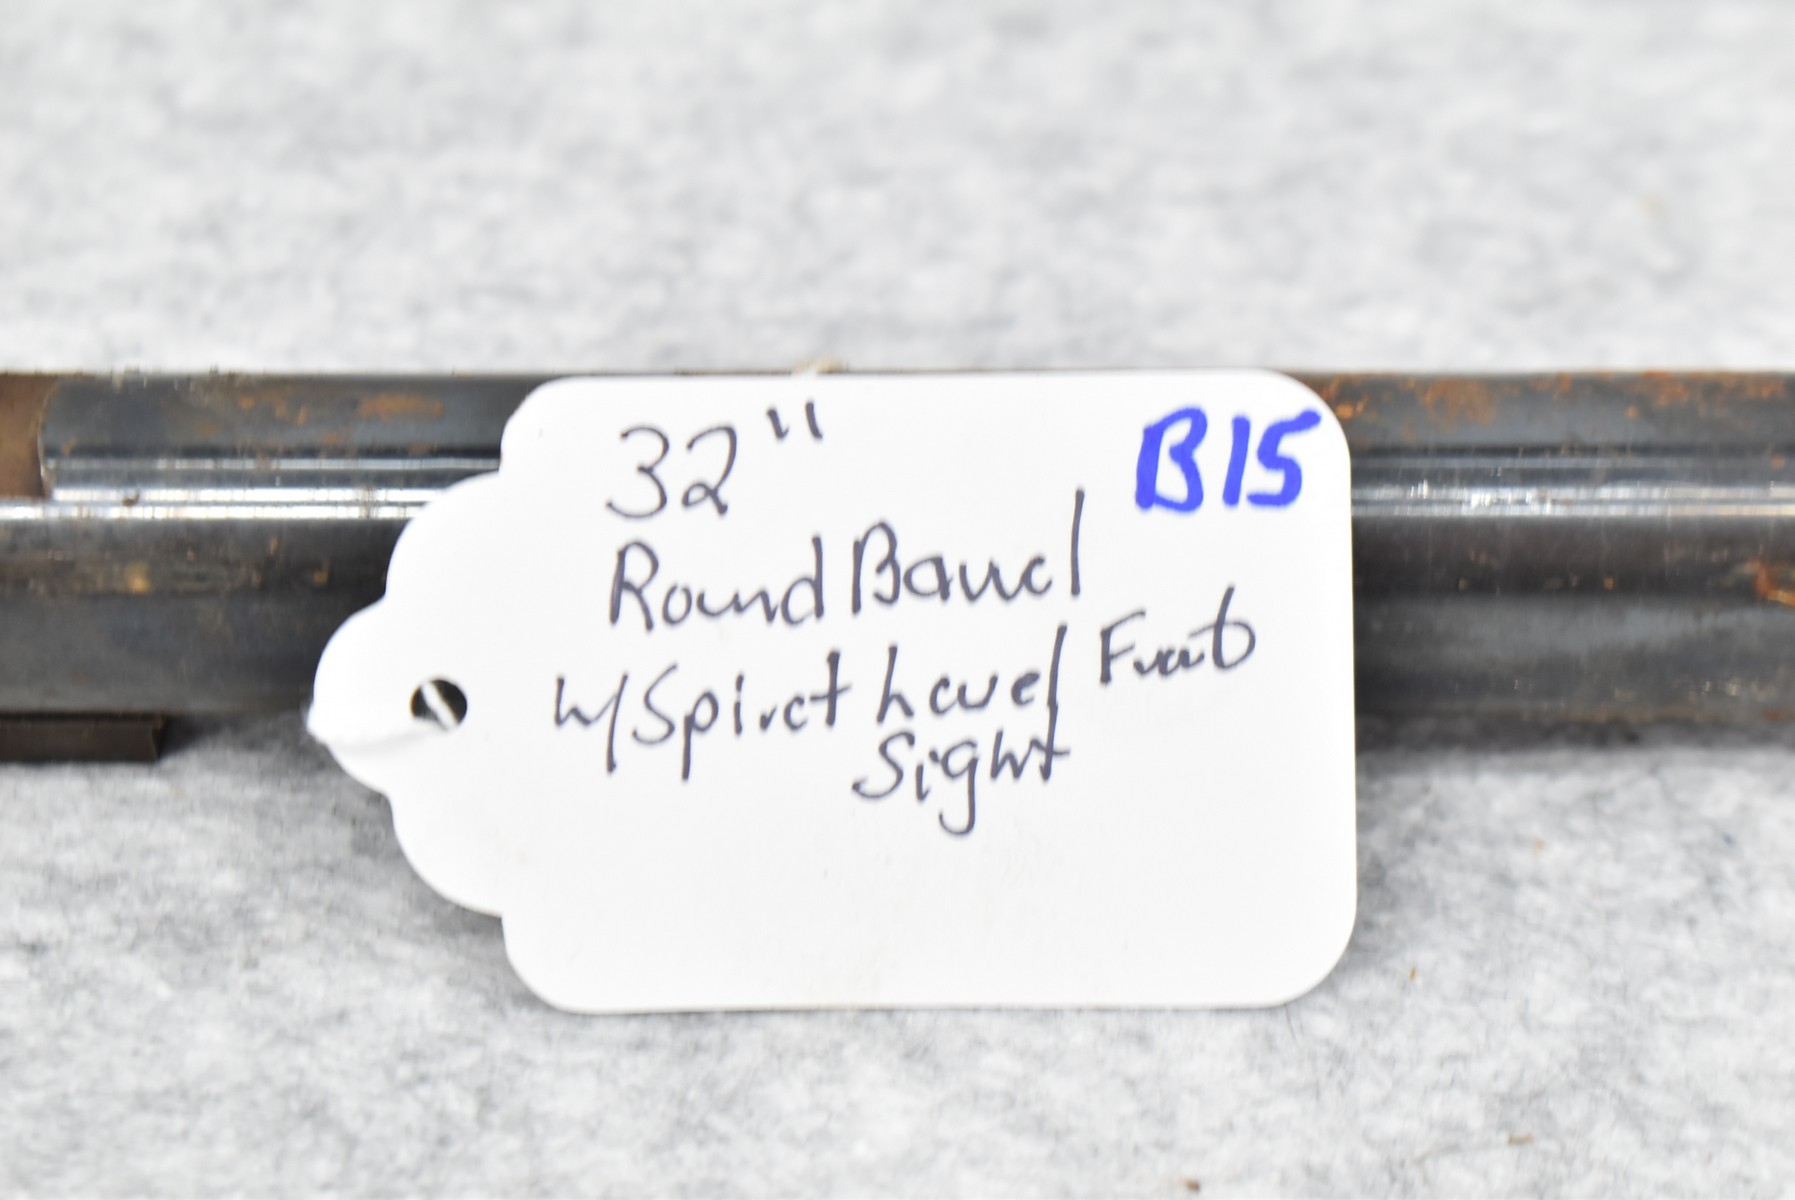 32" B15
Round Barrel
w/Spirit Level Front
Sight